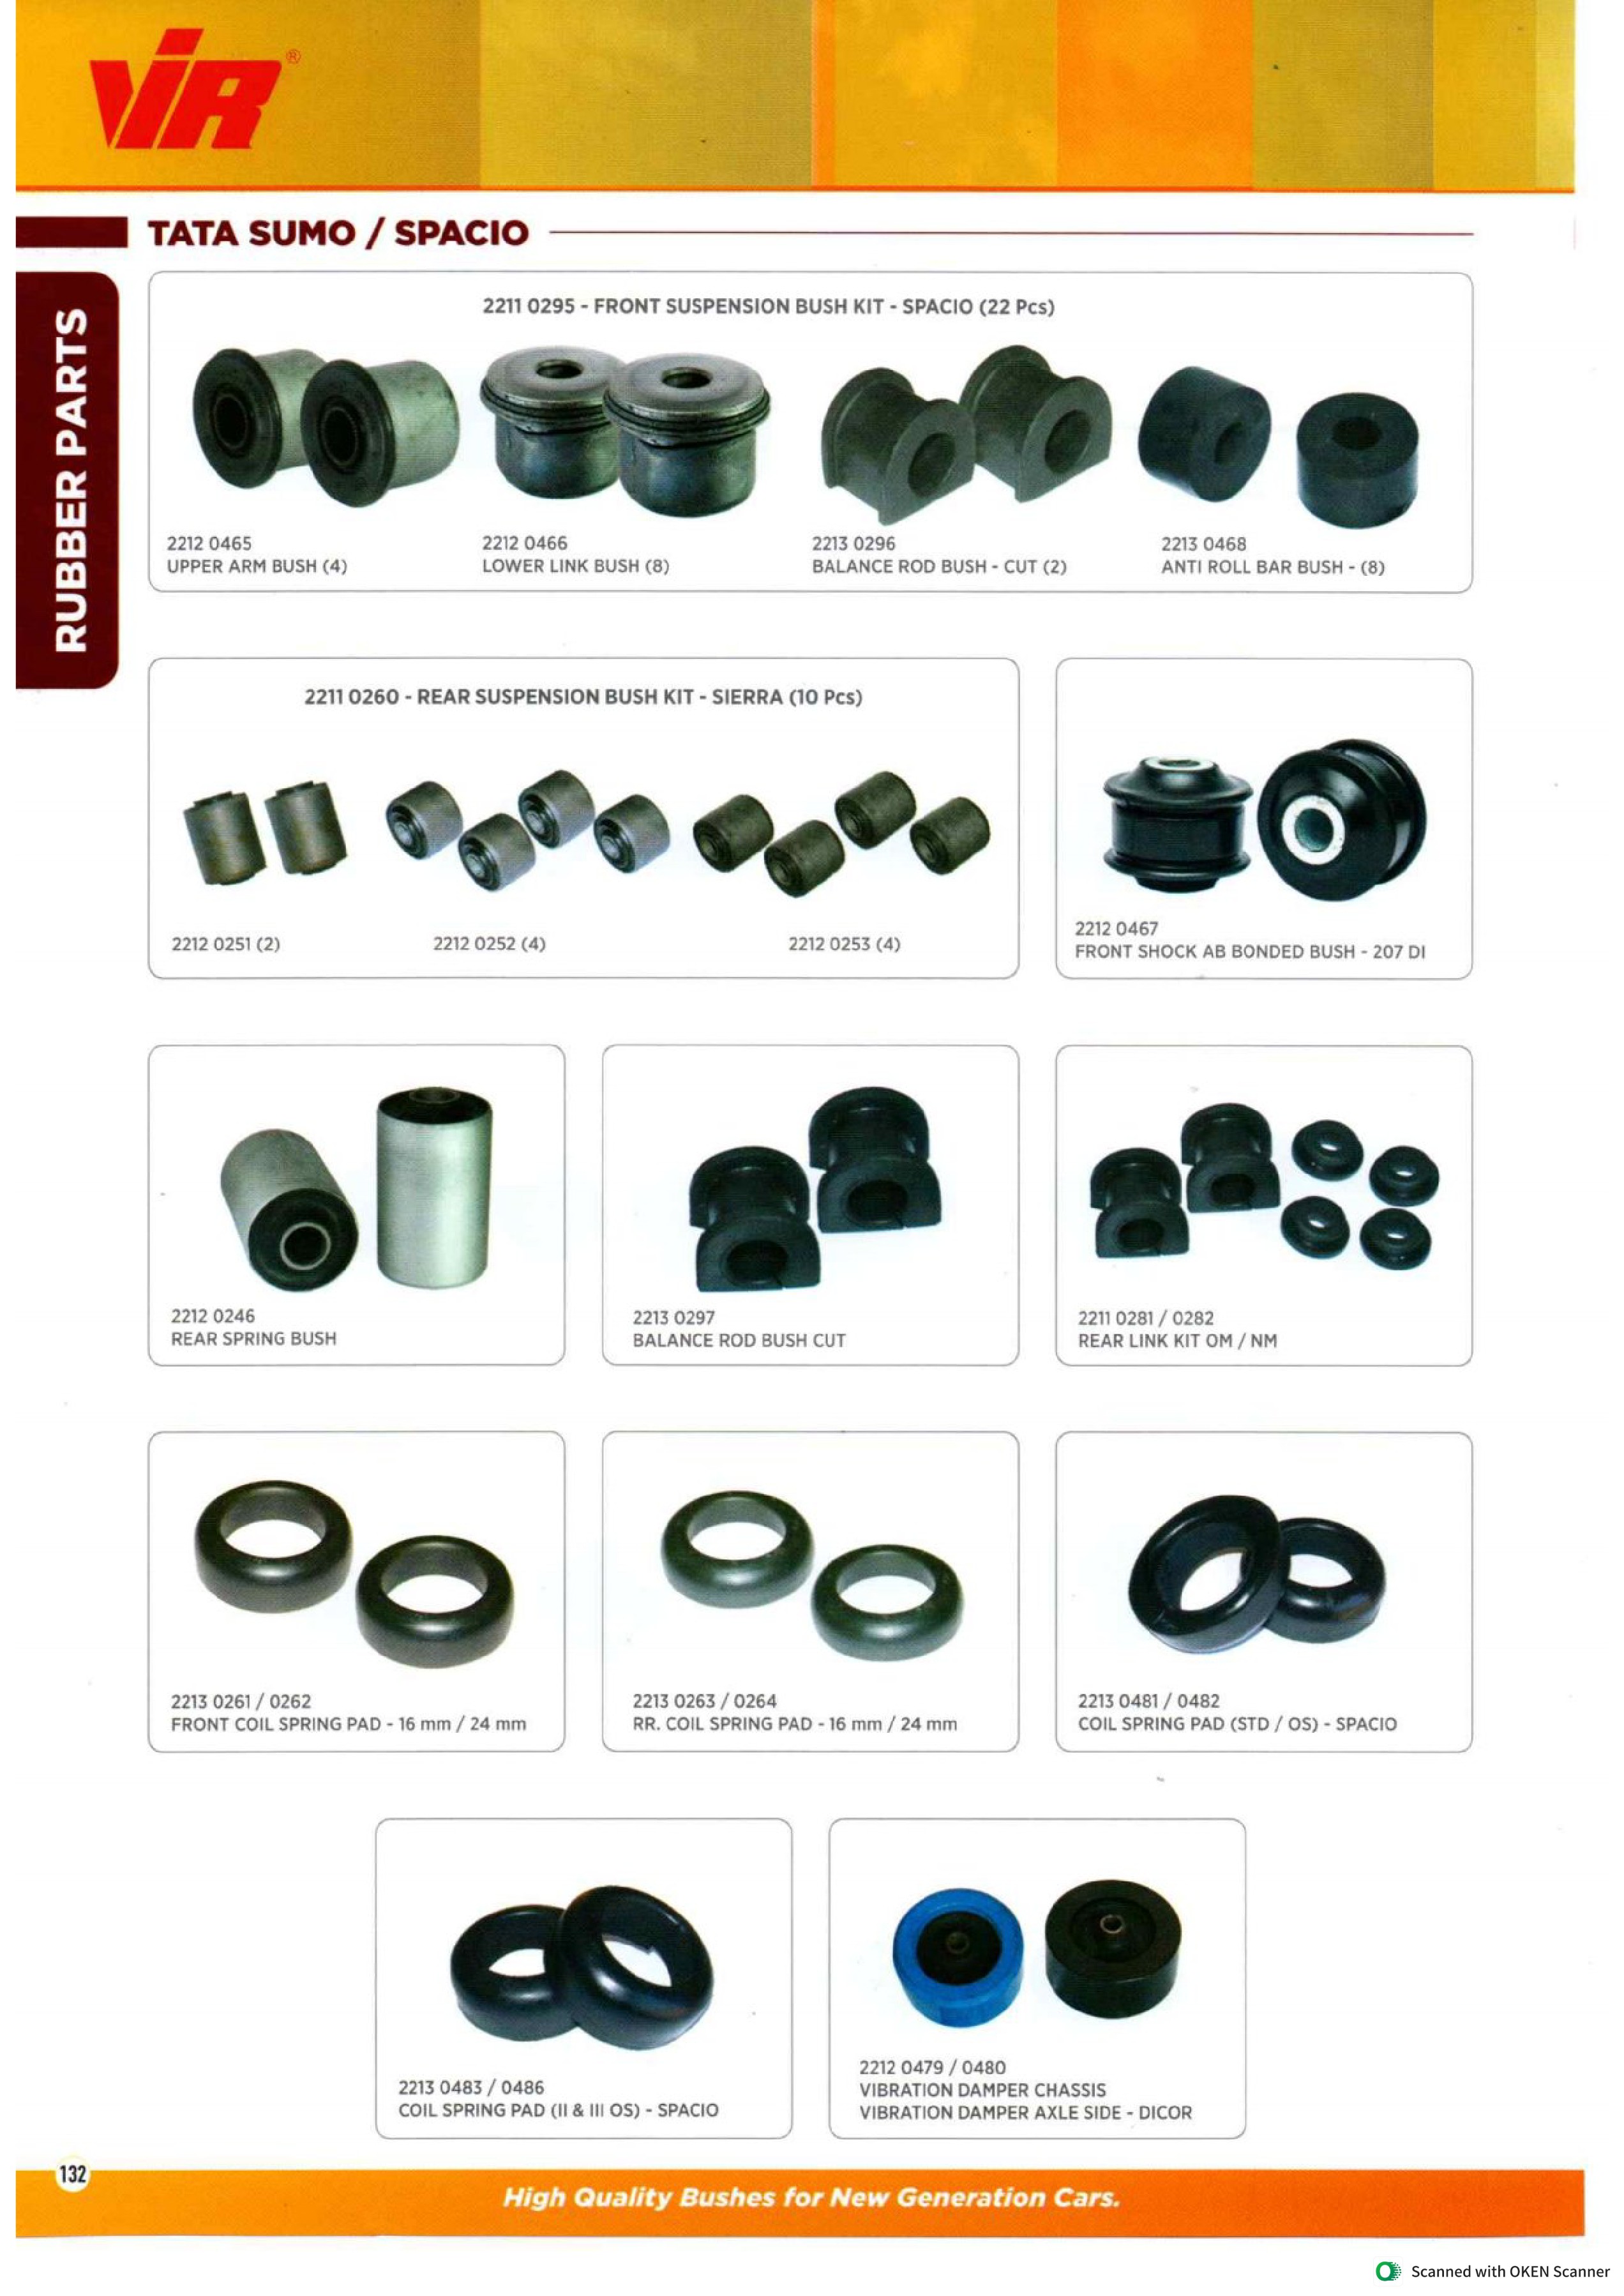 VIR®
TATA SUMO / SPACIO
RUBBER PARTS
2211 0295 - FRONT SUSPENSION BUSH KIT - SPACIO (22 Pcs)
2212 0465
UPPER ARM BUSH (4)
2212 0466
LOWER LINK BUSH (8)
2213 0296
BALANCE ROD BUSH - CUT (2)
2213 0468
ANTI ROLL BAR BUSH - (8)
2211 0260 - REAR SUSPENSION BUSH KIT - SIERRA (10 Pcs)
2212 0251 (2)
2212 0252 (4)
2212 0253 (4)
2212 0467
FRONT SHOCK AB BONDED BUSH - 207 DI
2212 0246
REAR SPRING BUSH
2213 0297
BALANCE ROD BUSH CUT
2211 0281 / 0282
REAR LINK KIT OM / NM
2213 0261 / 0262
FRONT COIL SPRING PAD - 16 mm / 24 mm
2213 0263 / 0264
RR. COIL SPRING PAD - 16 mm / 24 mm
2213 0481 / 0482
COIL SPRING PAD (STD / OS) - SPACIO
2213 0483 / 0486
COIL SPRING PAD (II & III OS) - SPACIO
2212 0479 / 0480
VIBRATION DAMPER CHASSIS
VIBRATION DAMPER AXLE SIDE - DICOR
132
High Quality Bushes for New Generation Cars.
Scanned with OKEN Scanner